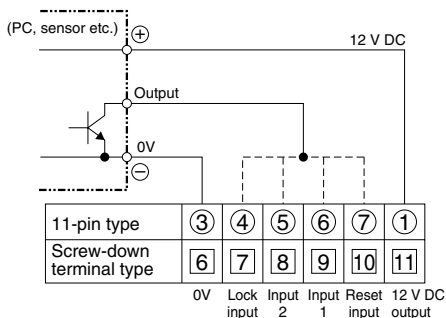 (PC, sensor etc.)
⊕
12 V DC
Output
0V
⊖
11-pin type ③ ④ ⑤ ⑥ ⑦ ①
Screw-down
terminal type 6 7 8 9 10 11
0V Lock input Input 2 Input 1 Reset input 12 V DC output